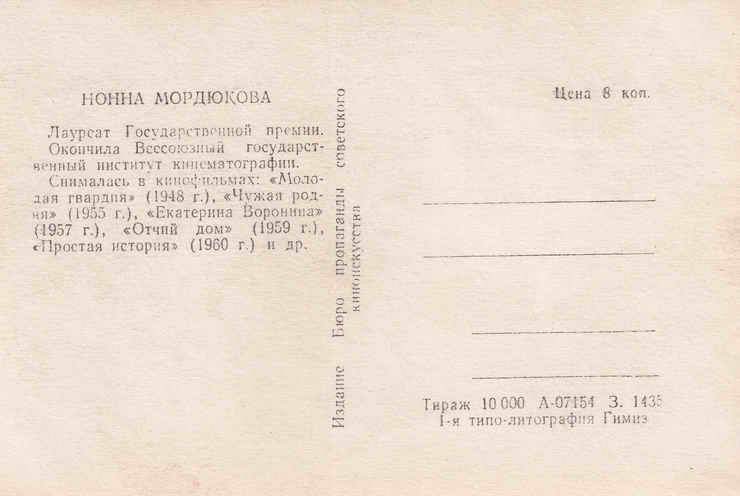 НОННА МОРДЮКОВА
Лауреат Государственной премии.
Окончила Всесоюзный государст-
венный институт кинематографии.
Снималась в кинофильмах: «Моло-
дая гвардия» (1948 г.), «Чужая род-
ня» (1955 г.), «Екатерина Воронина»
(1957 г.), «Отчий дом» (1959 г.),
«Простая история» (1960 г.) и др.
Издание Бюро пропаганды советского
киноискусства
Цена 8 коп.
Тираж 10 000 А-07154 З. 1435
1-я типо-литография Гимиз